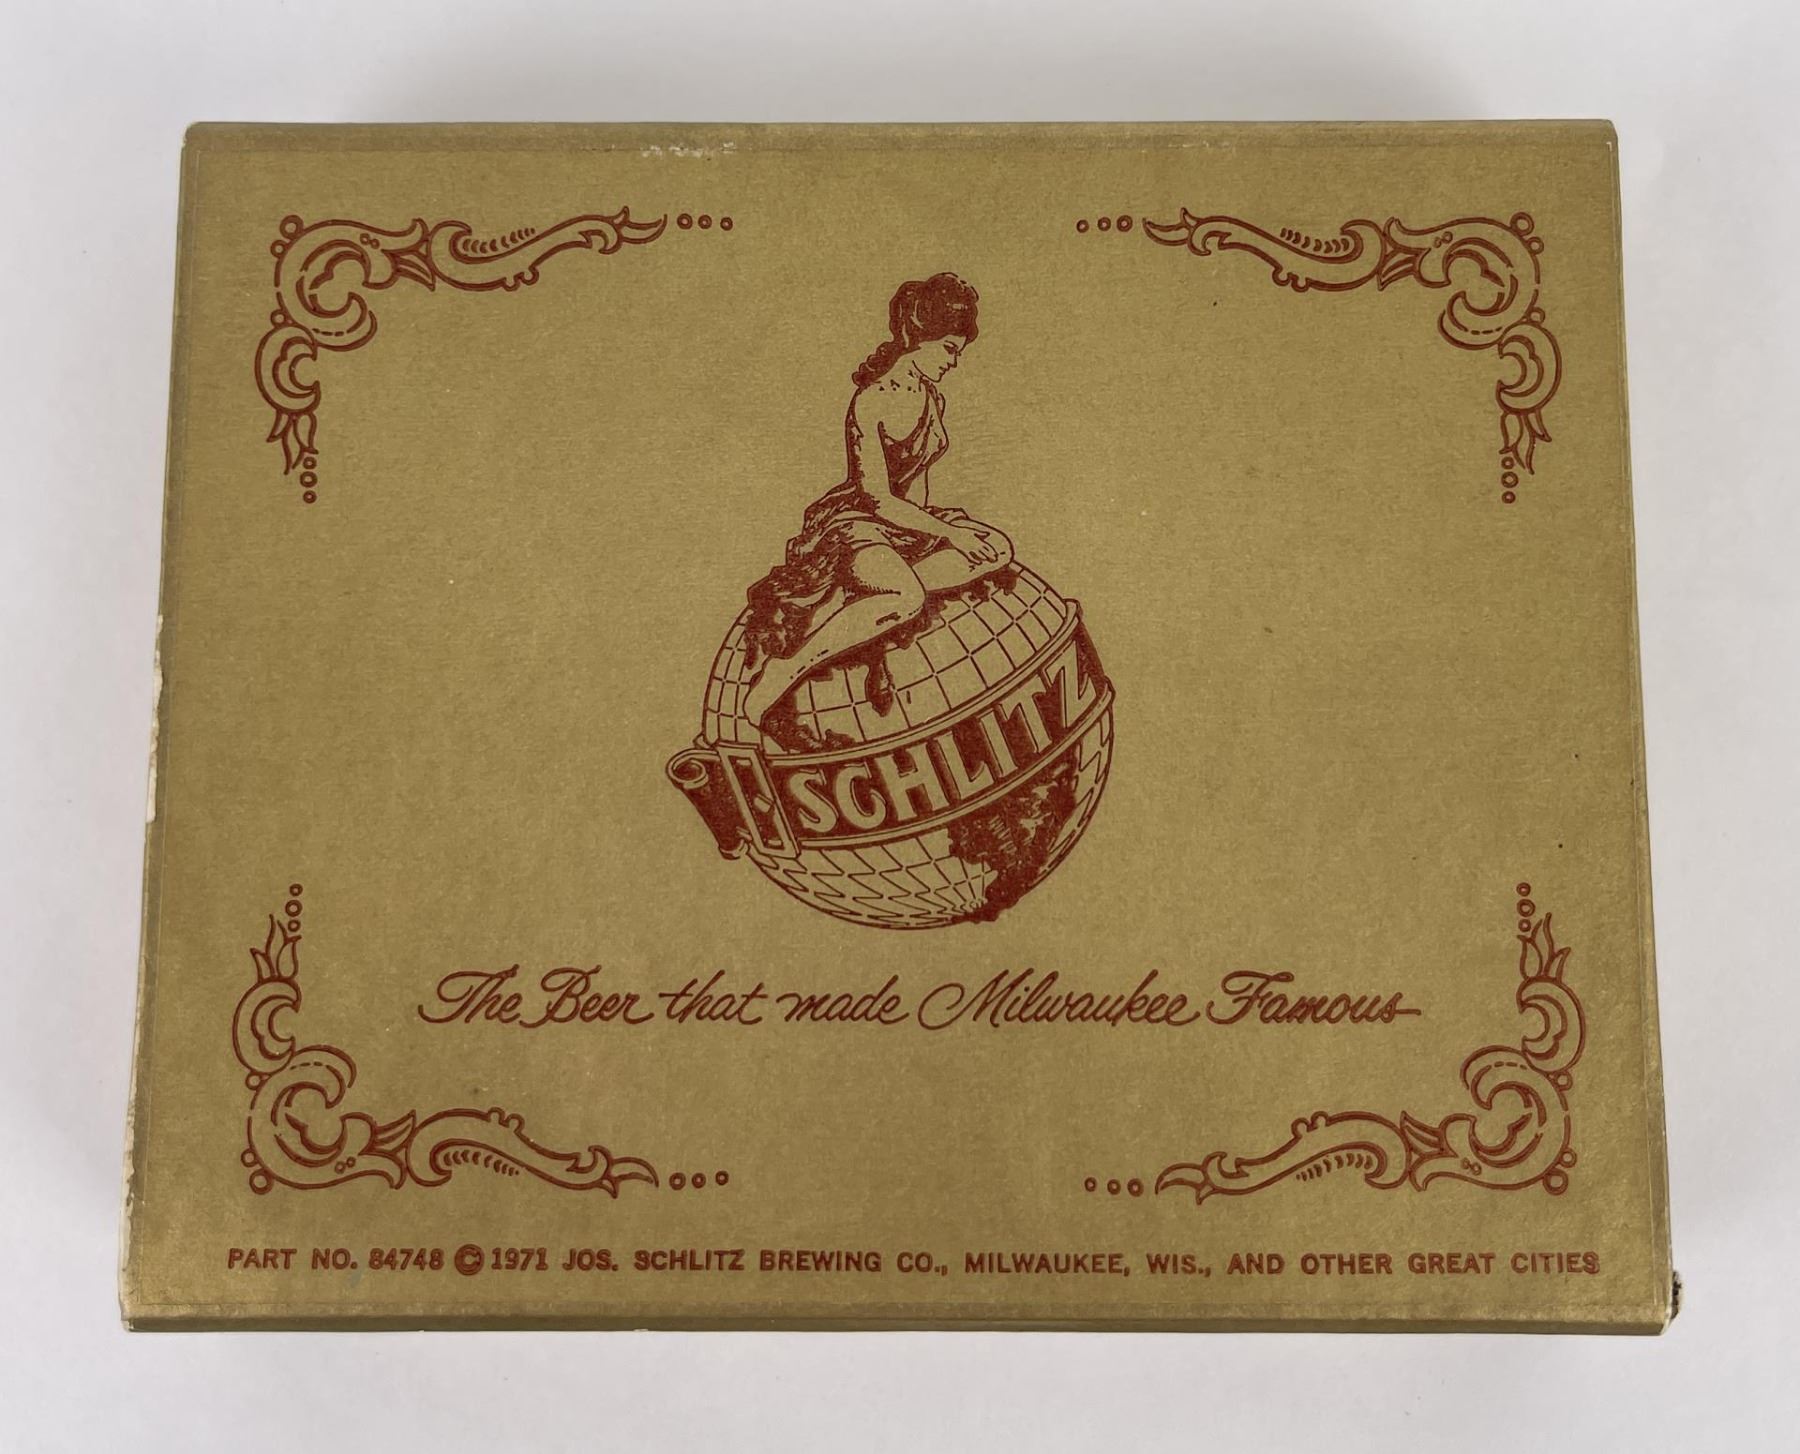 SCHLITZ
The Beer that made Milwaukee Famous
PART NO. 84748 © 1971 JOS. SCHLITZ BREWING CO., MILWAUKEE, WIS., AND OTHER GREAT CITIES